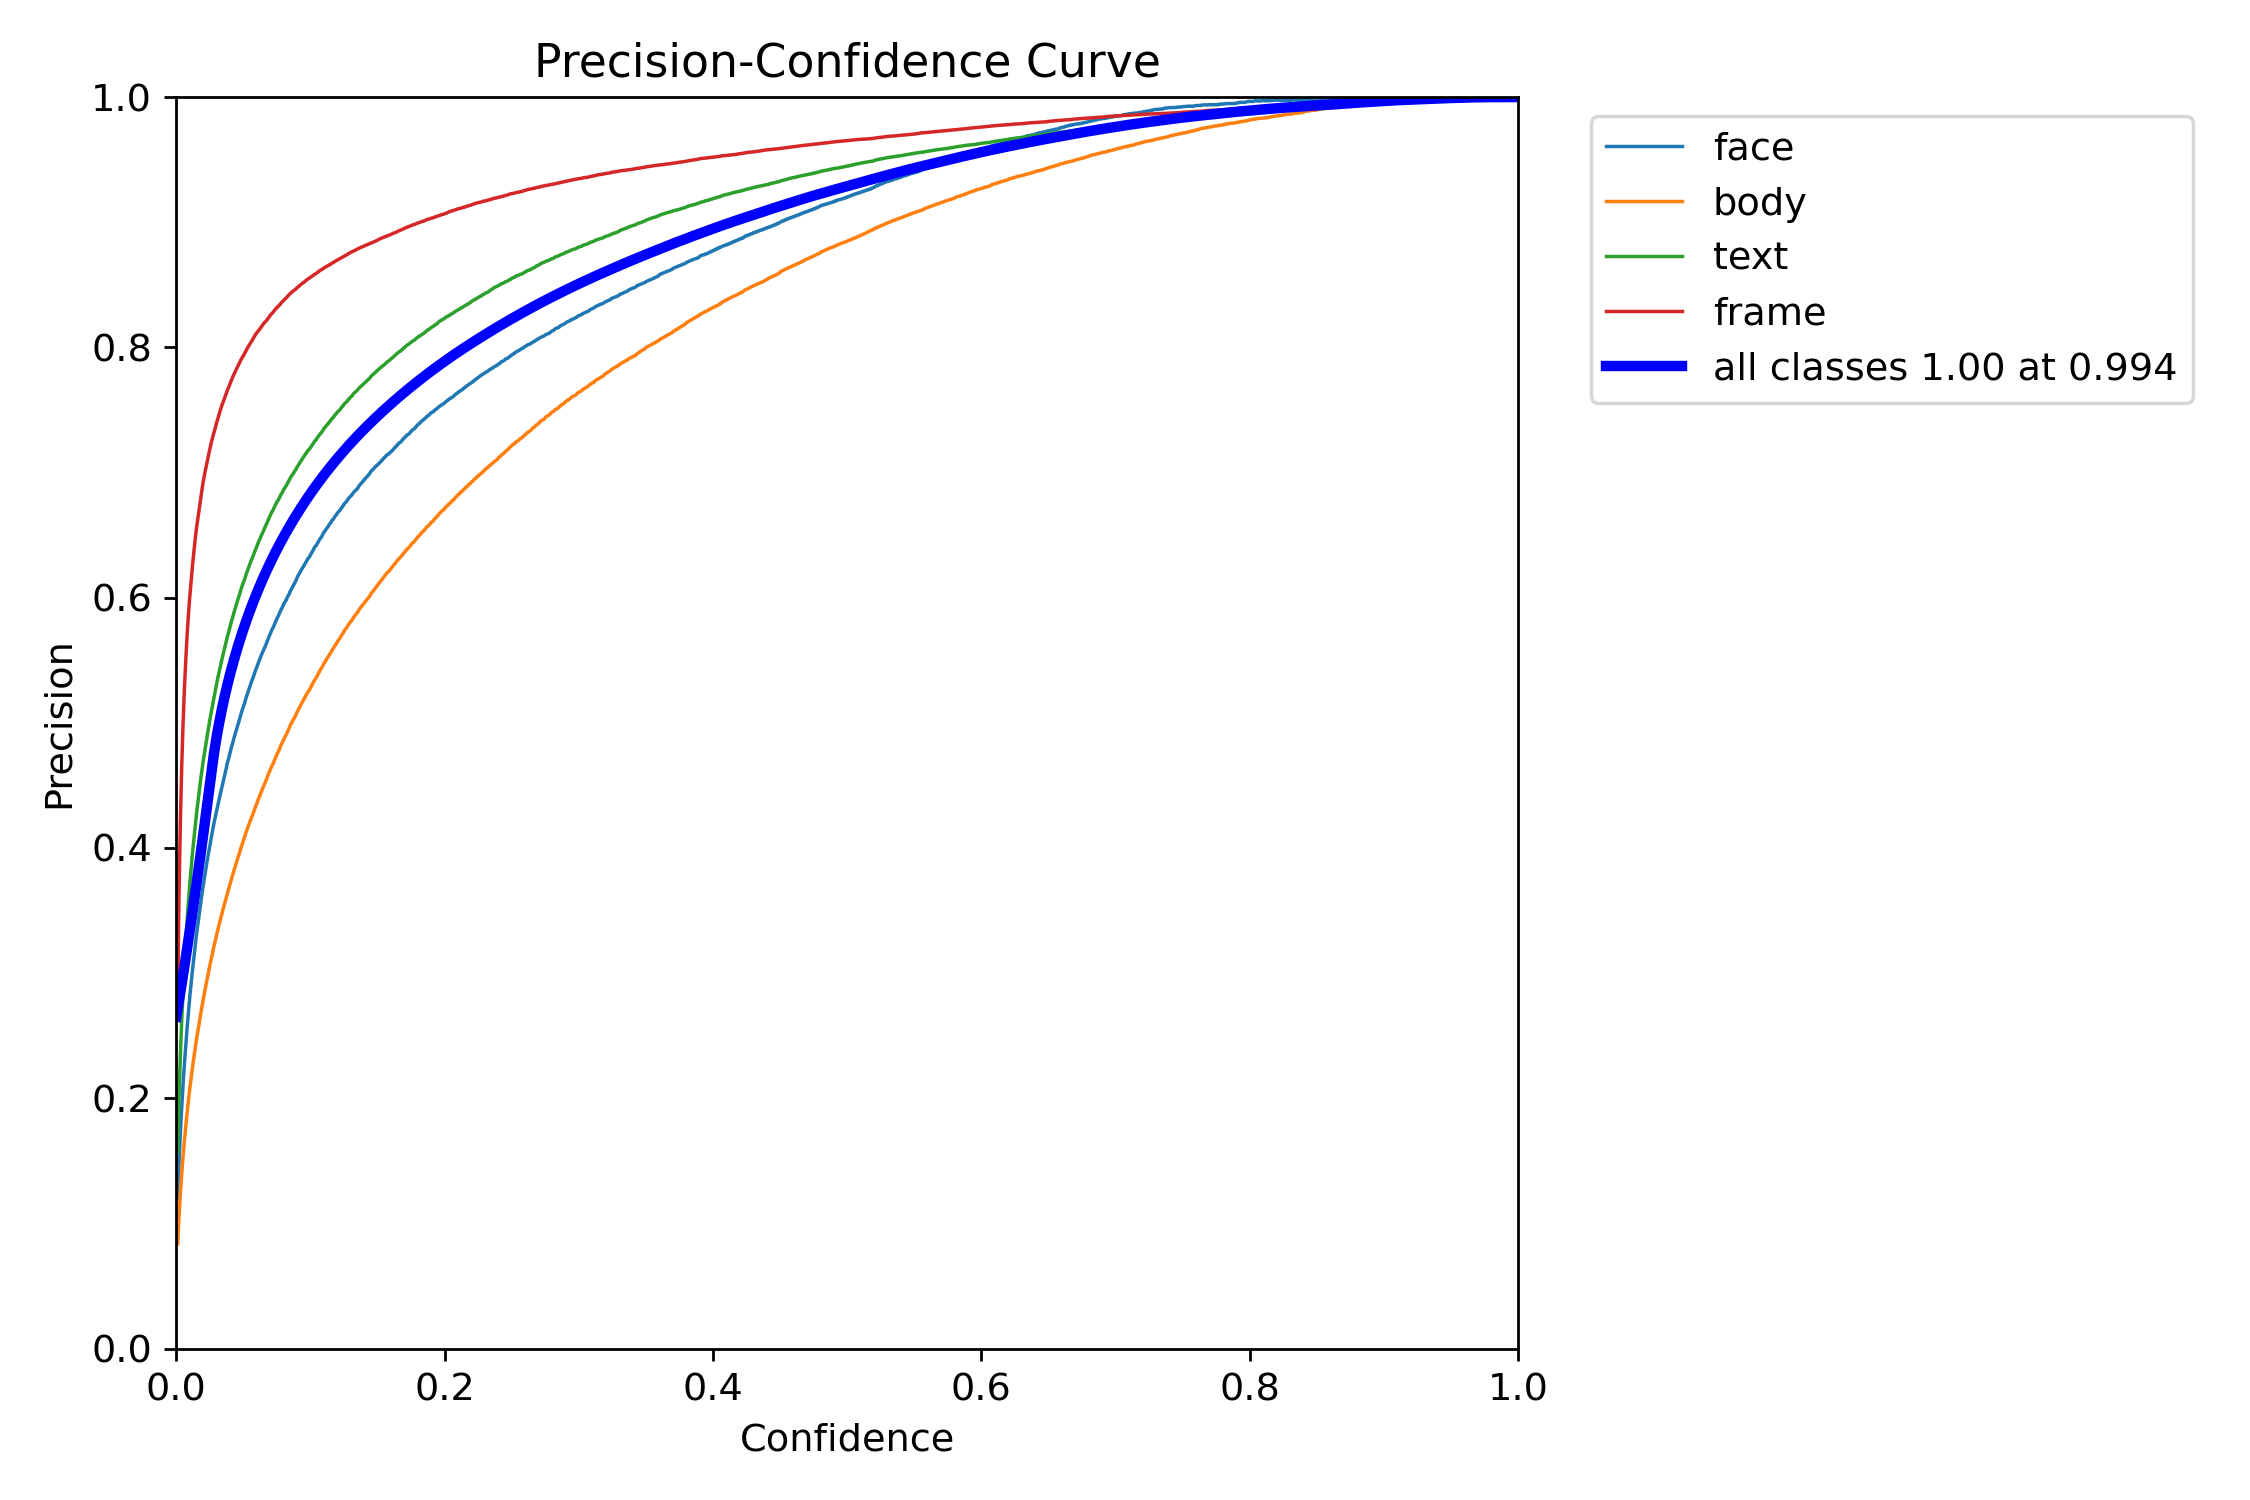 Precision-Confidence Curve
1.0
0.8
0.6
0.4
0.2
0.0
Precision
0.0 0.2 0.4 0.6 0.8 1.0
Confidence
face
body
text
frame
all classes 1.00 at 0.994